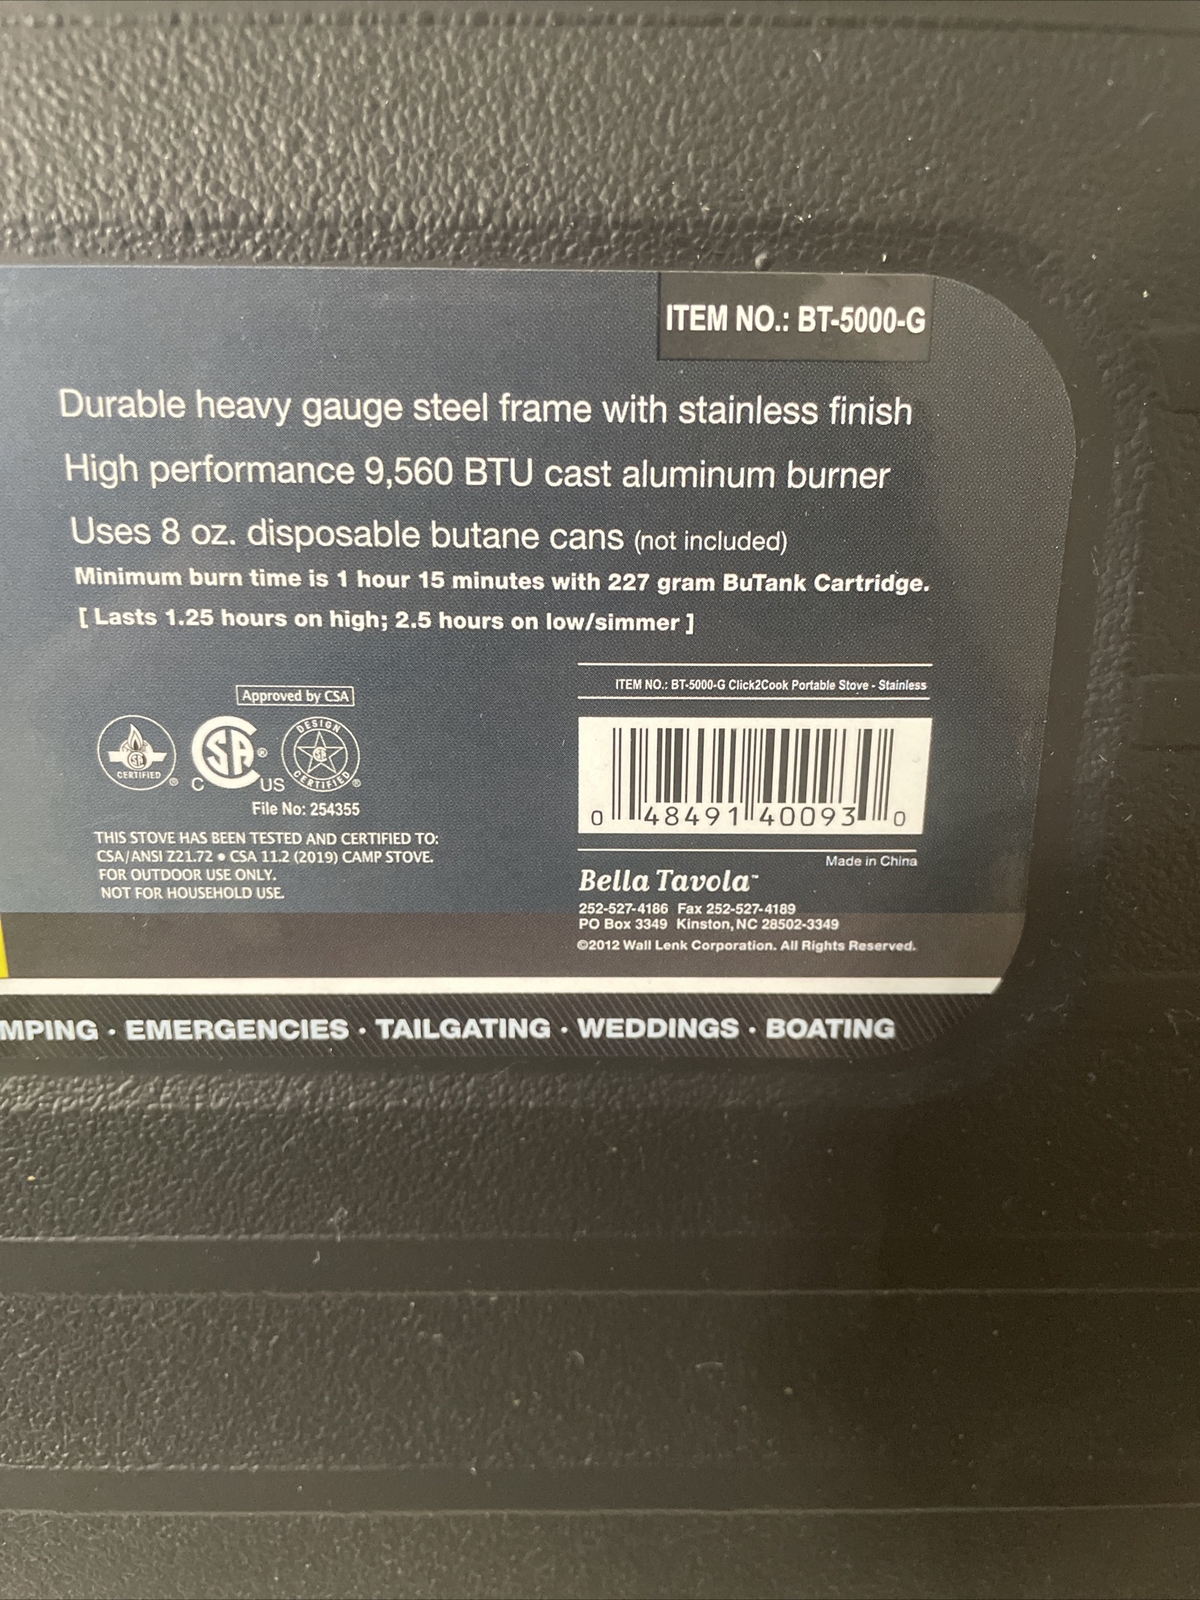 ITEM NO.: BT-5000-G
Durable heavy gauge steel frame with stainless finish
High performance 9,560 BTU cast aluminum burner
Uses 8 oz. disposable butane cans (not included)
Minimum burn time is 1 hour 15 minutes with 227 gram BuTank Cartridge.
[ Lasts 1.25 hours on high; 2.5 hours on low/simmer ]
Approved by CSA
SA
CERTIFIED ®
C SA ® US
DESIGN
SA
CERTIFIED ®
File No: 254355
THIS STOVE HAS BEEN TESTED AND CERTIFIED TO:
CSA/ANSI Z21.72 • CSA 11.2 (2019) CAMP STOVE.
FOR OUTDOOR USE ONLY.
NOT FOR HOUSEHOLD USE.
ITEM NO.: BT-5000-G Click2Cook Portable Stove - Stainless
0 48491 40093 0
Made in China
Bella Tavola™
252-527-4186 Fax 252-527-4189
PO Box 3349 Kinston, NC 28502-3349
©2012 Wall Lenk Corporation. All Rights Reserved.
MPING · EMERGENCIES · TAILGATING · WEDDINGS · BOATING